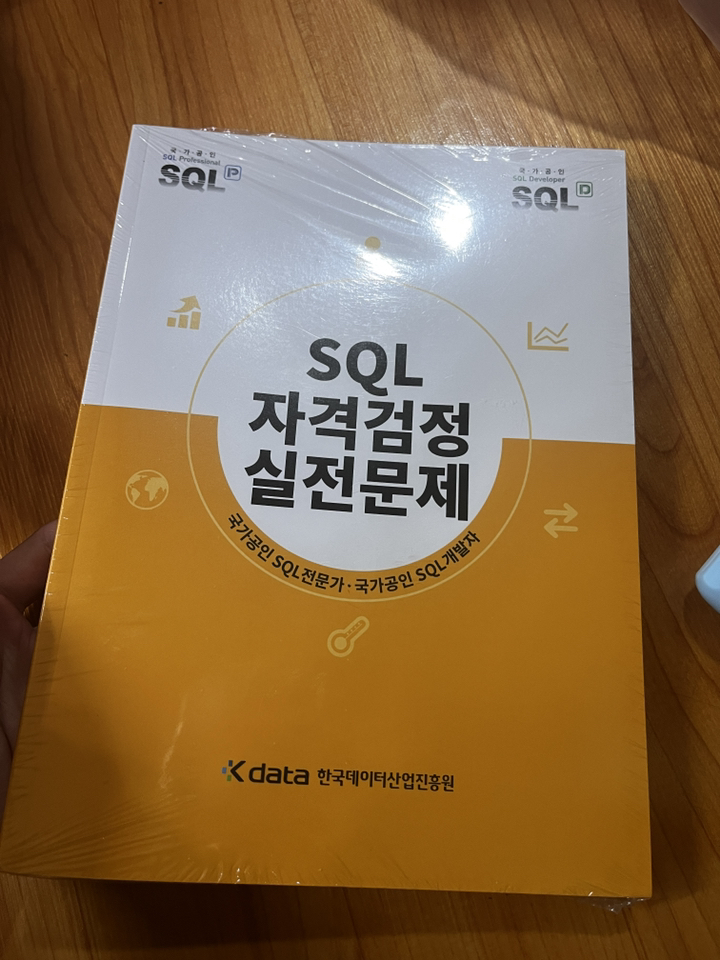 국·가·공·인
SQL Professional
SQL P
국·가·공·인
SQL Developer
SQL D
SQL
자격검정
실전문제
국가공인 SQL전문가·국가공인 SQL개발자
Kdata 한국데이터산업진흥원